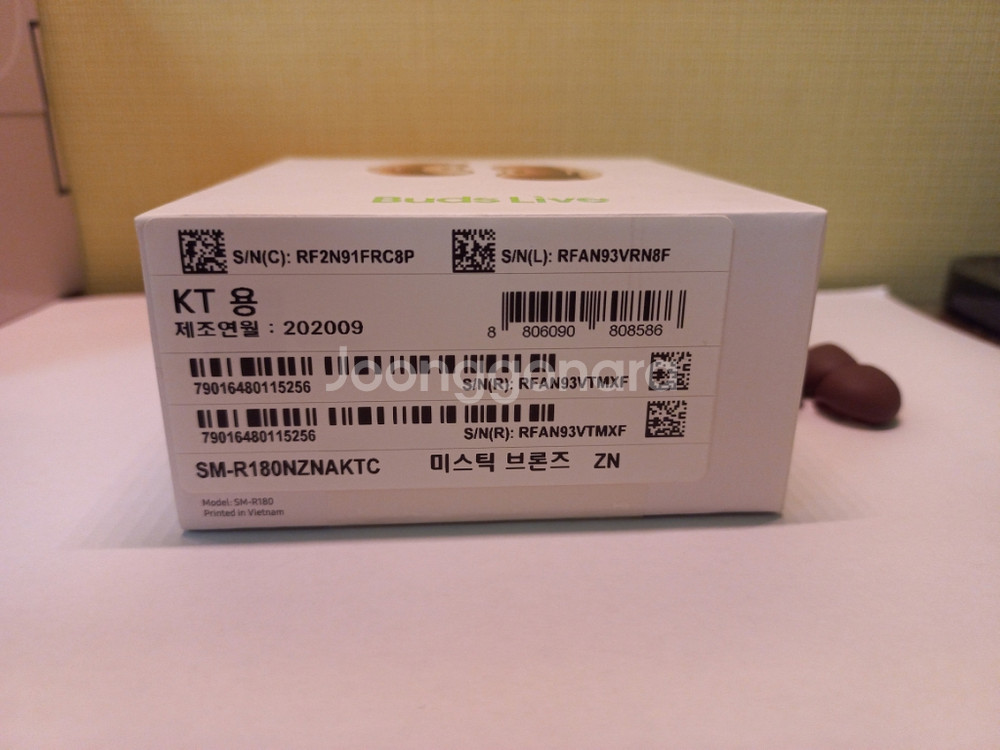 Buds Live
S/N(C): RF2N91FRC8P
S/N(L): RFAN93VRN8F
KT 용
제조연월 : 202009
8 806090 808586
79016480115256
S/N(R): RFAN93VTMXF
79016480115256
S/N(R): RFAN93VTMXF
SM-R180NZNAKTC 미스틱 브론즈 ZN
Model: SM-R180
Printed in Vietnam
Joonggonara